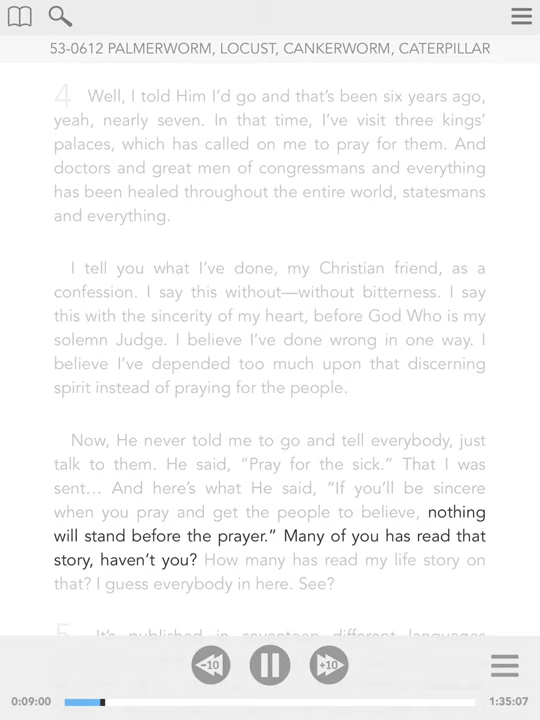 53-0612 PALMERWORM, LOCUST, CANKERWORM, CATERPILLAR
4 Well, I told Him I’d go and that’s been six years ago,
yeah, nearly seven. In that time, I’ve visit three kings’
palaces, which has called on me to pray for them. And
doctors and great men of congressmans and everything
has been healed throughout the entire world, statesmans
and everything.
I tell you what I’ve done, my Christian friend, as a
confession. I say this without—without bitterness. I say
this with the sincerity of my heart, before God Who is my
solemn Judge. I believe I’ve done wrong in one way. I
believe I’ve depended too much upon that discerning
spirit instead of praying for the people.
Now, He never told me to go and tell everybody, just
talk to them. He said, “Pray for the sick.” That I was
sent… And here’s what He said, “If you’ll be sincere
when you pray and get the people to believe, nothing
will stand before the prayer.” Many of you has read that
story, haven’t you? How many has read my life story on
that? I guess everybody in here. See?
5 It’s published in seventeen different languages
-10 +10
0:09:00 1:35:07